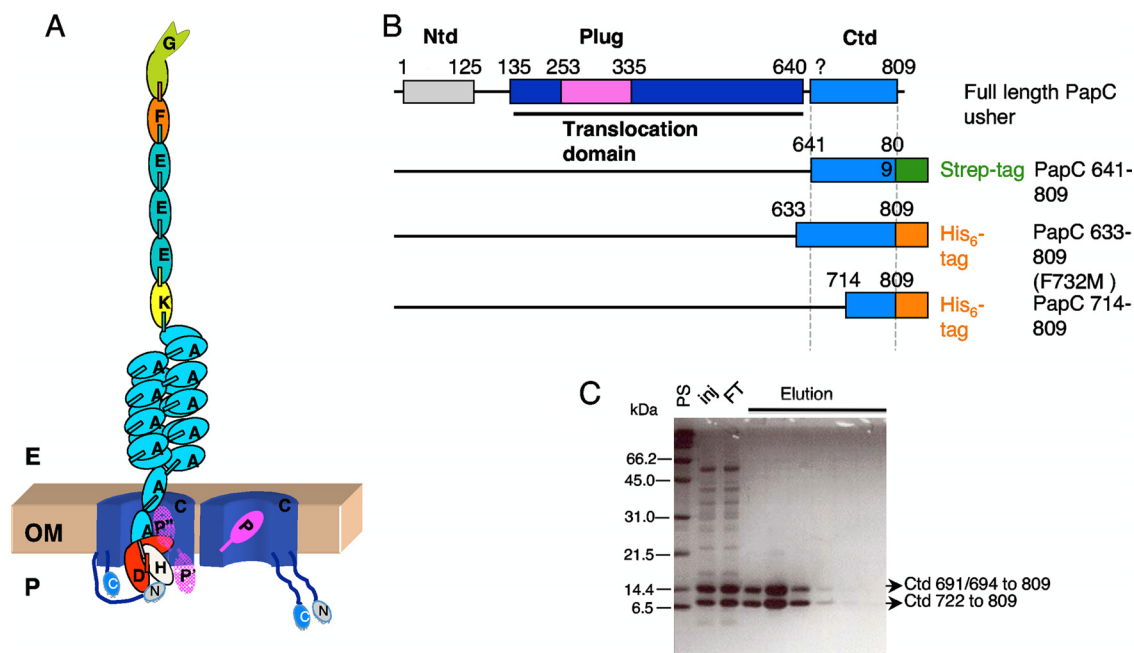 A
G
F
E
E
E
K
A
A
A
A
A
A
A
A
A
E
OM
P
A
C
C
P"
P
D
H
P'
C
N
C
N
B
Ntd
Plug
Ctd
1
125
135
253
335
640
?
809
Full length PapC
usher
Translocation
domain
641
80
9
Strep-tag
PapC 641-
809
633
809
His6-
tag
PapC 633-
809
(F732M )
714
809
His6-
tag
PapC 714-
809
C
kDa
PS
inj
FT
Elution
66.2
45.0
31.0
21.5
14.4
6.5
Ctd 691/694 to 809
Ctd 722 to 809